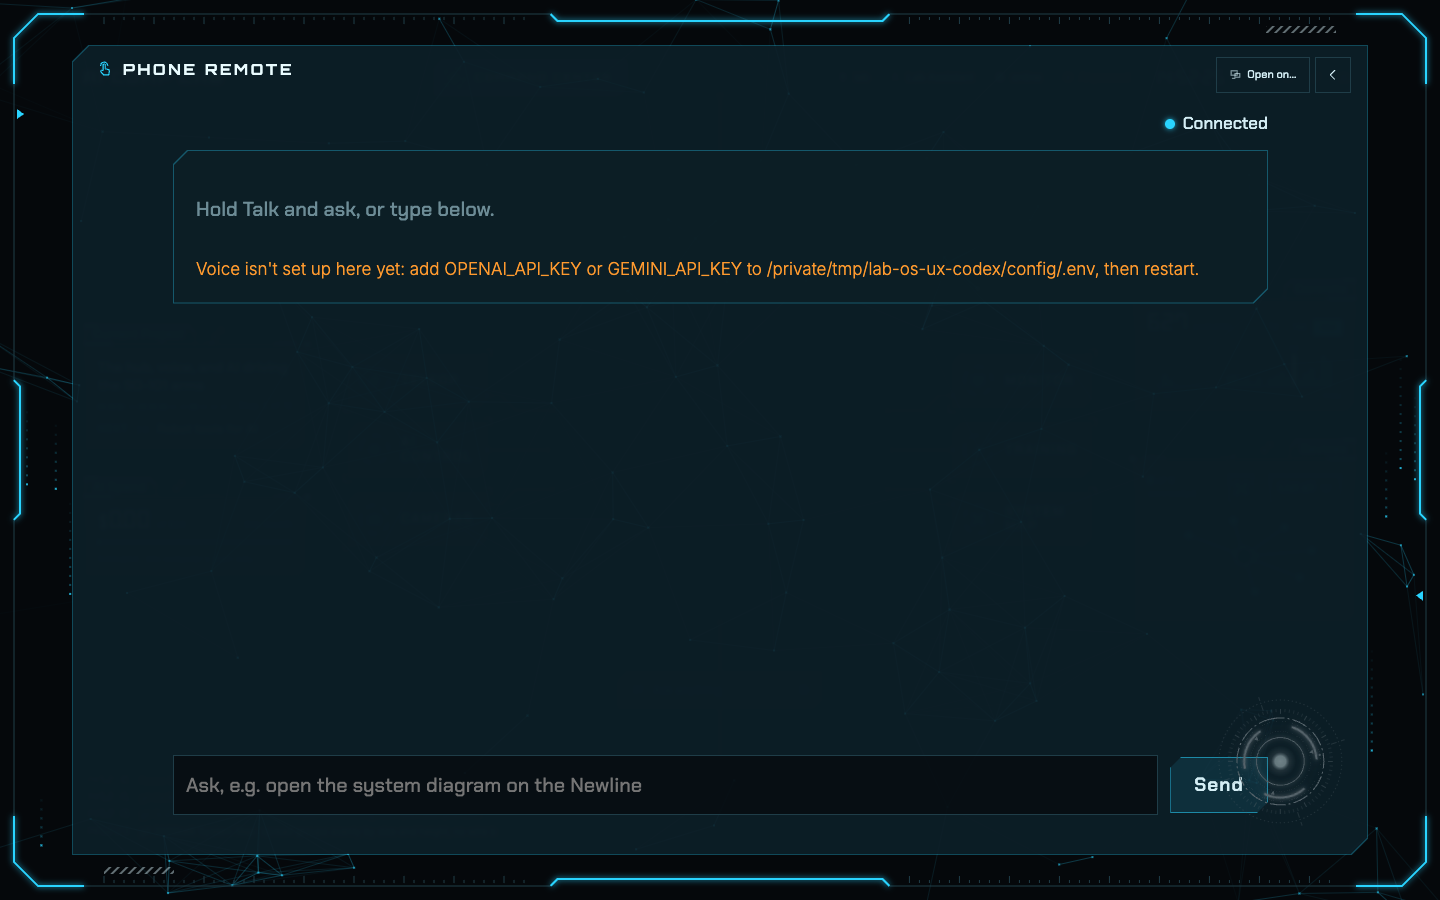 PHONE REMOTE
Open on...
Connected
Hold Talk and ask, or type below.
Voice isn't set up here yet: add OPENAI_API_KEY or GEMINI_API_KEY to /private/tmp/lab-os-ux-codex/config/.env, then restart.
Ask, e.g. open the system diagram on the Newline
Send